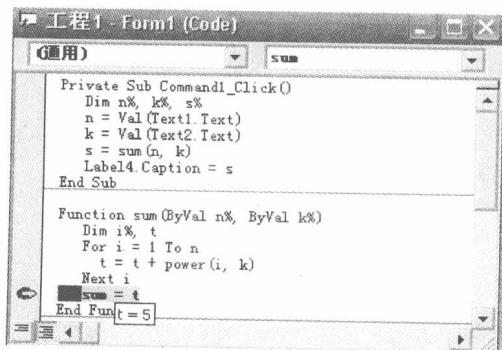 工程1 - Form1 (Code)
(通用) sum
Private Sub Command1_Click()
Dim n%, k%, s%
n = Val(Text1.Text)
k = Val(Text2.Text)
s = sum(n, k)
Label4.Caption = s
End Sub
Function sum(ByVal n%, ByVal k%)
Dim i%, t
For i = 1 To n
t = t + power(i, k)
Next i
sum = t
End Fun
t = 5